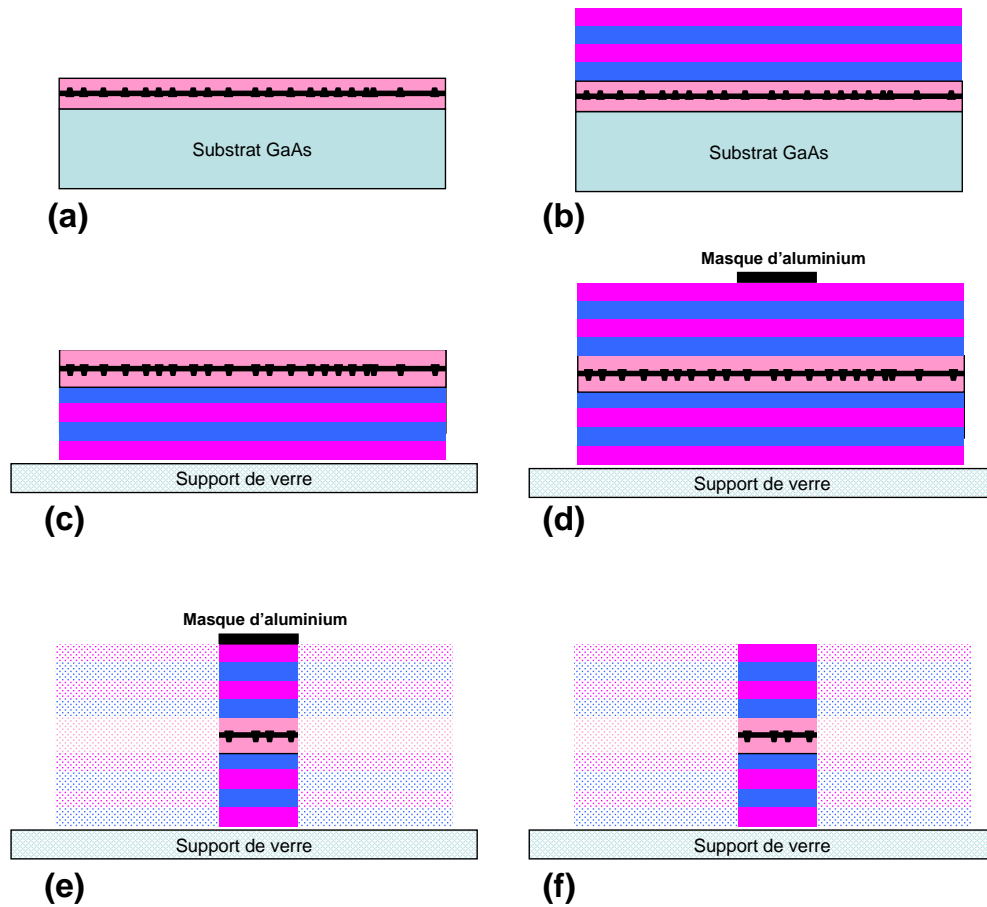 Substrat GaAs
(a)
Substrat GaAs
(b)
Support de verre
(c)
Masque d'aluminium
Support de verre
(d)
Masque d'aluminium
Support de verre
(e)
Support de verre
(f)